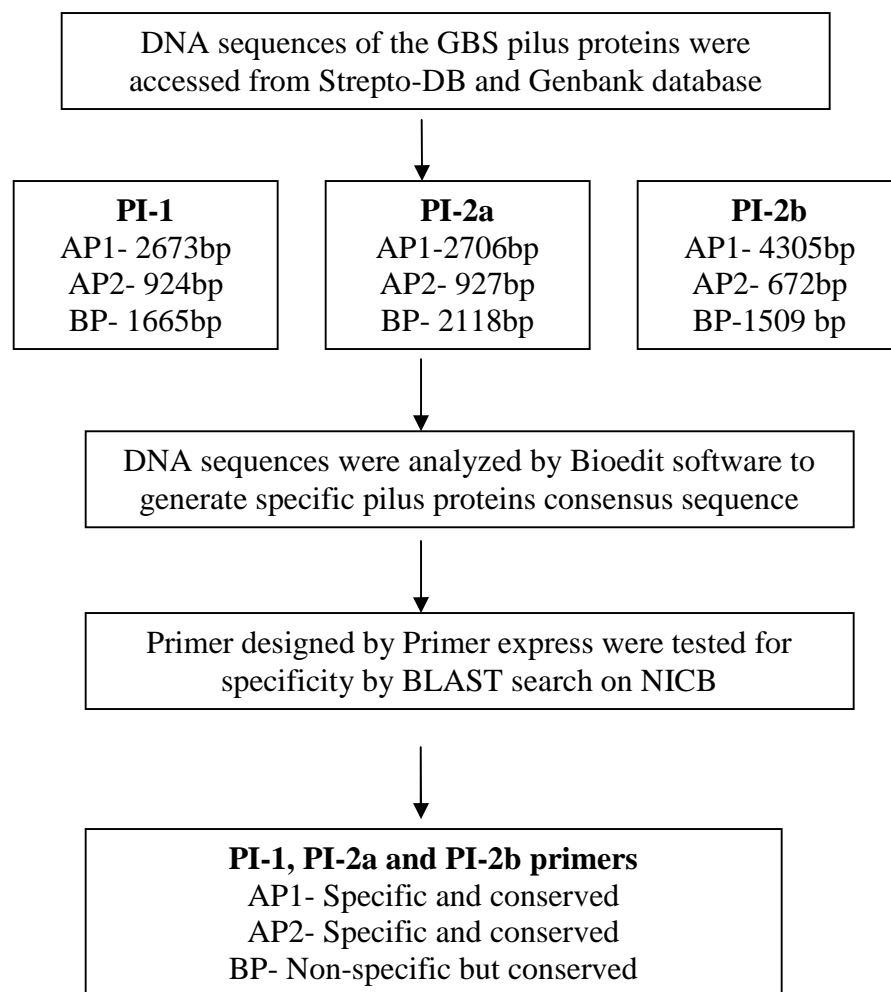 DNA sequences of the GBS pilus proteins were
accessed from Strepto-DB and Genbank database
PI-1
AP1- 2673bp
AP2- 924bp
BP- 1665bp
PI-2a
AP1-2706bp
AP2- 927bp
BP- 2118bp
PI-2b
AP1- 4305bp
AP2- 672bp
BP-1509 bp
DNA sequences were analyzed by Bioedit software to
generate specific pilus proteins consensus sequence
Primer designed by Primer express were tested for
specificity by BLAST search on NICB
PI-1, PI-2a and PI-2b primers
AP1- Specific and conserved
AP2- Specific and conserved
BP- Non-specific but conserved